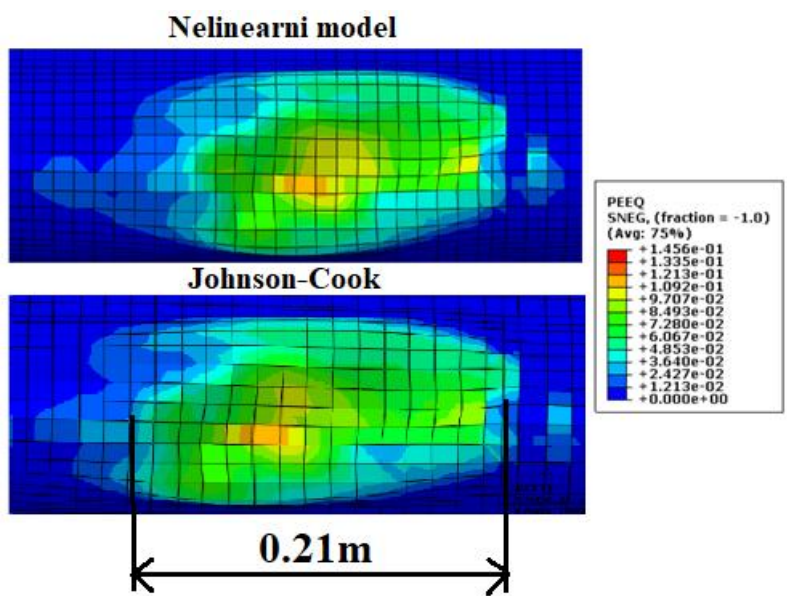 Nelinearni model
Johnson-Cook
PEEQ
SNEG, (fraction = -1.0)
(Avg: 75%)
+1.456e-01
+1.335e-01
+1.213e-01
+1.092e-01
+9.707e-02
+8.493e-02
+7.280e-02
+6.067e-02
+4.853e-02
+3.640e-02
+2.427e-02
+1.213e-02
+0.000e+00
0.21m